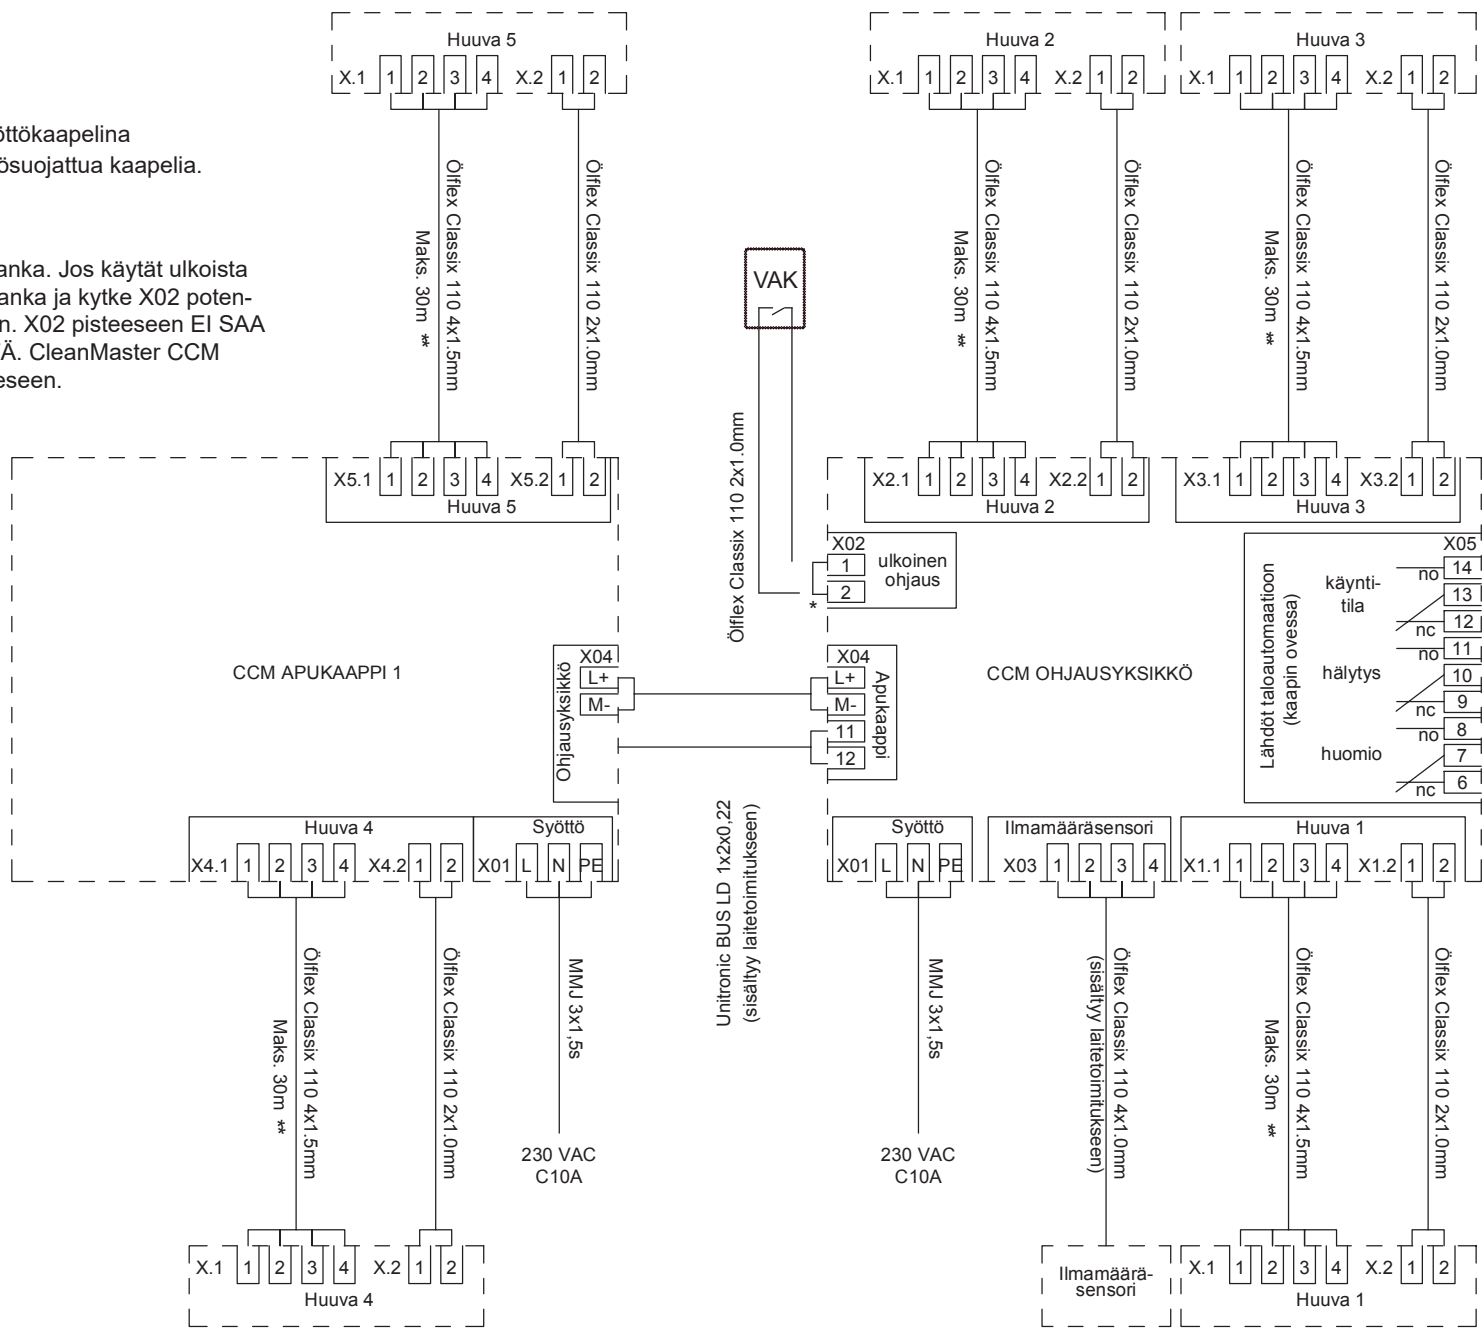 Huuva 5
X.1 1 2 3 4 X.2 1 2
Huuva 2
X.1 1 2 3 4 X.2 1 2
Huuva 3
X.1 1 2 3 4 X.2 1 2
öttökaapelina
ösuojattua kaapelia.
anka. Jos käytät ulkoista
anka ja kytke X02 poten-
n. X02 pisteeseen EI SAA
Ä. CleanMaster CCM
eseen.
Ölflex Classix 110 4x1.5mm
Maks. 30m **
Ölflex Classix 110 2x1.0mm
VAK
Ölflex Classix 110 2x1.0mm
Ölflex Classix 110 4x1.5mm
Maks. 30m **
Ölflex Classix 110 2x1.0mm
Ölflex Classix 110 4x1.5mm
Maks. 30m **
Ölflex Classix 110 2x1.0mm
X5.1 1 2 3 4 X5.2 1 2
Huuva 5
X2.1 1 2 3 4 X2.2 1 2
Huuva 2
X3.1 1 2 3 4 X3.2 1 2
Huuva 3
X02
1
2
*
ulkoinen
ohjaus
Lähdöt taloautomaatioon
(kaapin ovessa)
X05
käynti-
tila
no 14
13
nc 12
hälytys
no 11
10
nc 9
huomio
no 8
7
nc 6
CCM APUKAAPPI 1
Ohjausyksikkö
X04
L+
M-
X04
L+
M-
11
12
Apukaappi
CCM OHJAUSYKSIKKÖ
Unitronic BUS LD 1x2x0,22
(sisältyy laitetoimitukseen)
Huuva 4
X4.1 1 2 3 4 X4.2 1 2
Syöttö
X01 L N PE
Syöttö
X01 L N PE
Ilmamääräsensori
X03 1 2 3 4
Huuva 1
X1.1 1 2 3 4 X1.2 1 2
Ölflex Classix 110 4x1.5mm
Maks. 30m **
Ölflex Classix 110 2x1.0mm
MMJ 3x1,5s
230 VAC
C10A
MMJ 3x1,5s
230 VAC
C10A
Ölflex Classix 110 4x1.0mm
(sisältyy laitetoimitukseen)
Ölflex Classix 110 4x1.5mm
Maks. 30m **
Ölflex Classix 110 2x1.0mm
X.1 1 2 3 4 X.2 1 2
Huuva 4
Ilmamäärä-
sensori
X.1 1 2 3 4 X.2 1 2
Huuva 1